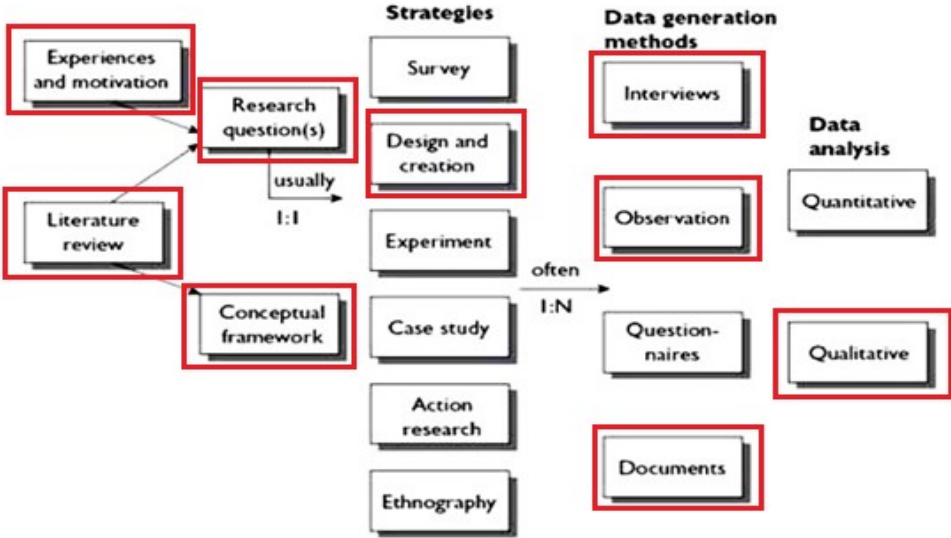 Experiences
and motivation
Literature
review
Research
question(s)
usually
1:1
Conceptual
framework
Strategies
Survey
Design and
creation
Experiment
Case study
Action
research
Ethnography
often
1:N
Data generation
methods
Interviews
Observation
Question-
naires
Documents
Data
analysis
Quantitative
Qualitative